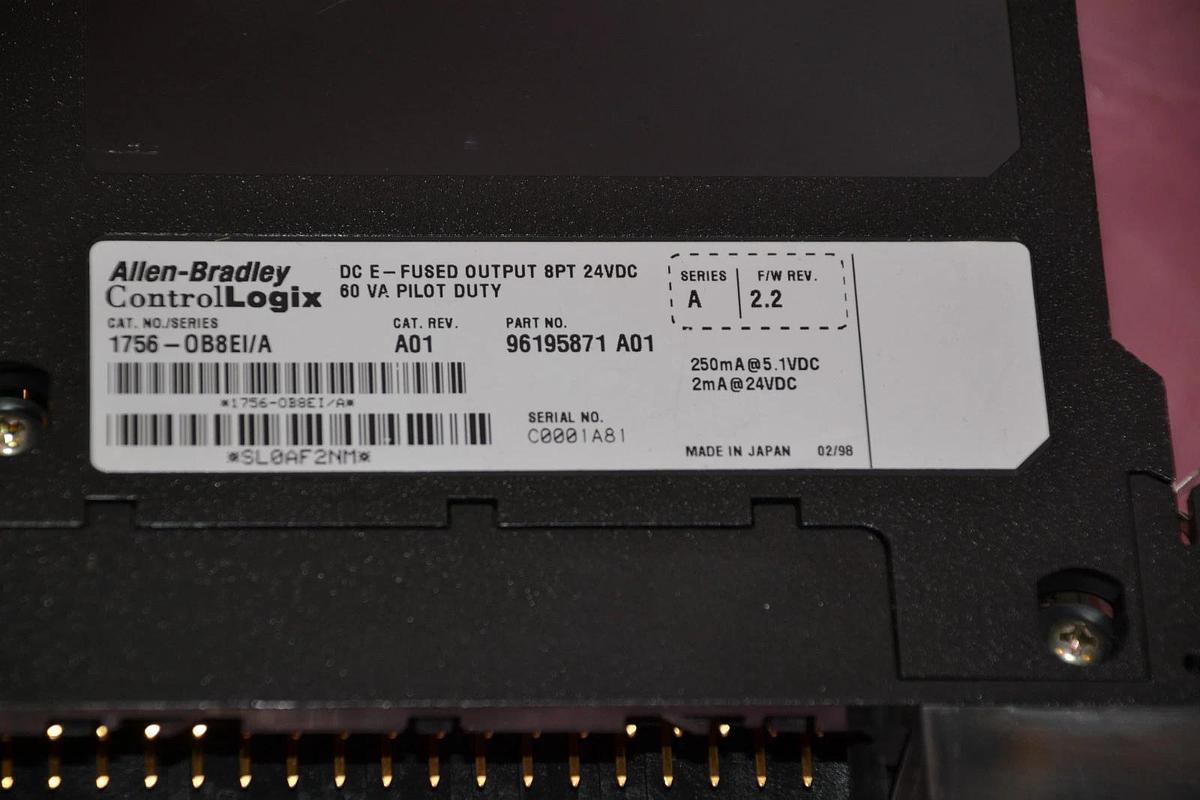 Allen-Bradley
ControlLogix
DC E-FUSED OUTPUT 8PT 24VDC
60 VA PILOT DUTY
SERIES
A
F/W REV.
2.2
CAT. NO./SERIES
1756-OB8EI/A
CAT. REV.
A01
PART NO.
96195871 A01
*1756-OB8EI/A*
250mA@5.1VDC
2mA@24VDC
*SL0AF2NM*
SERIAL NO.
C0001A81
MADE IN JAPAN 02/98